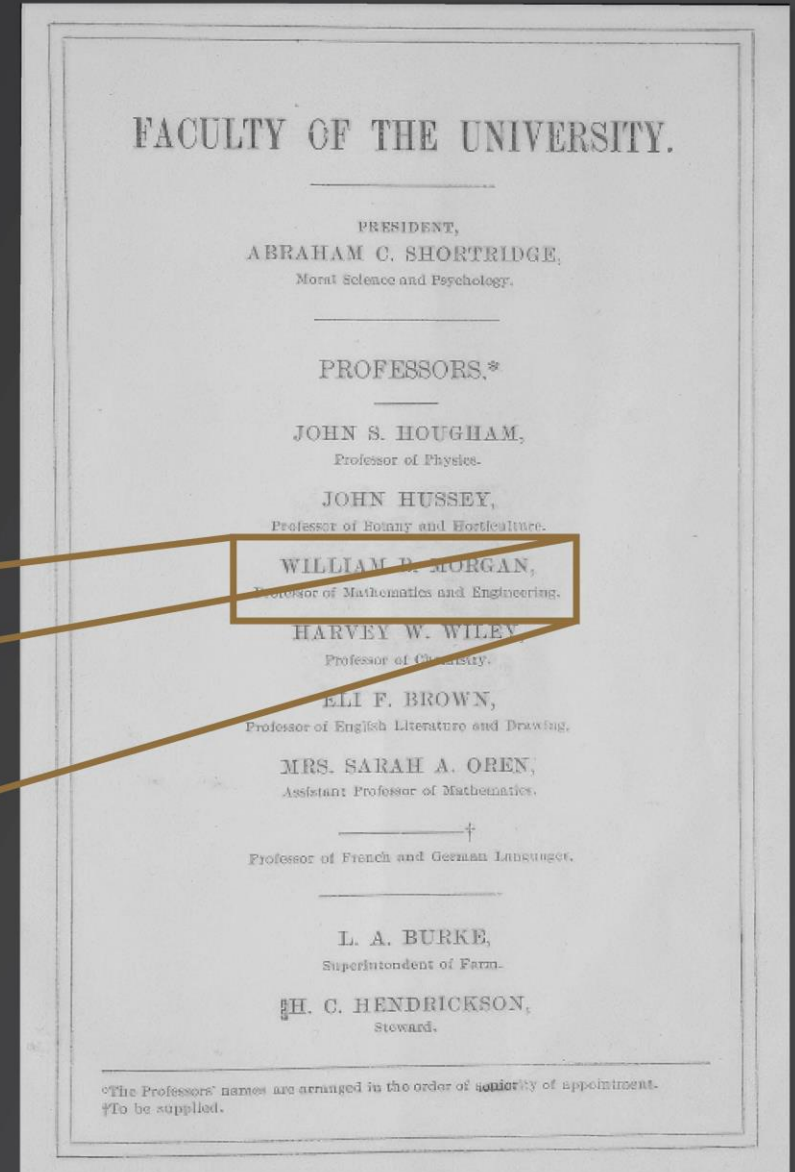 FACULTY OF THE UNIVERSITY.
PRESIDENT,
ABRAHAM C. SHORTRIDGE,
Moral Science and Psychology.
PROFESSORS.*
JOHN S. HOUGHAM,
Professor of Physics.
JOHN HUSSEY,
Professor of Botany and Horticulture.
WILLIAM B. MORGAN,
Professor of Mathematics and Engineering.
HARVEY W. WILEY,
Professor of Chemistry.
ELI F. BROWN,
Professor of English Literature and Drawing.
MRS. SARAH A. OREN,
Assistant Professor of Mathematics.
†
Professor of French and German Languages.
L. A. BURKE,
Superintendent of Farm.
H. C. HENDRICKSON,
Steward.
*The Professors' names are arranged in the order of seniority of appointment.
†To be supplied.